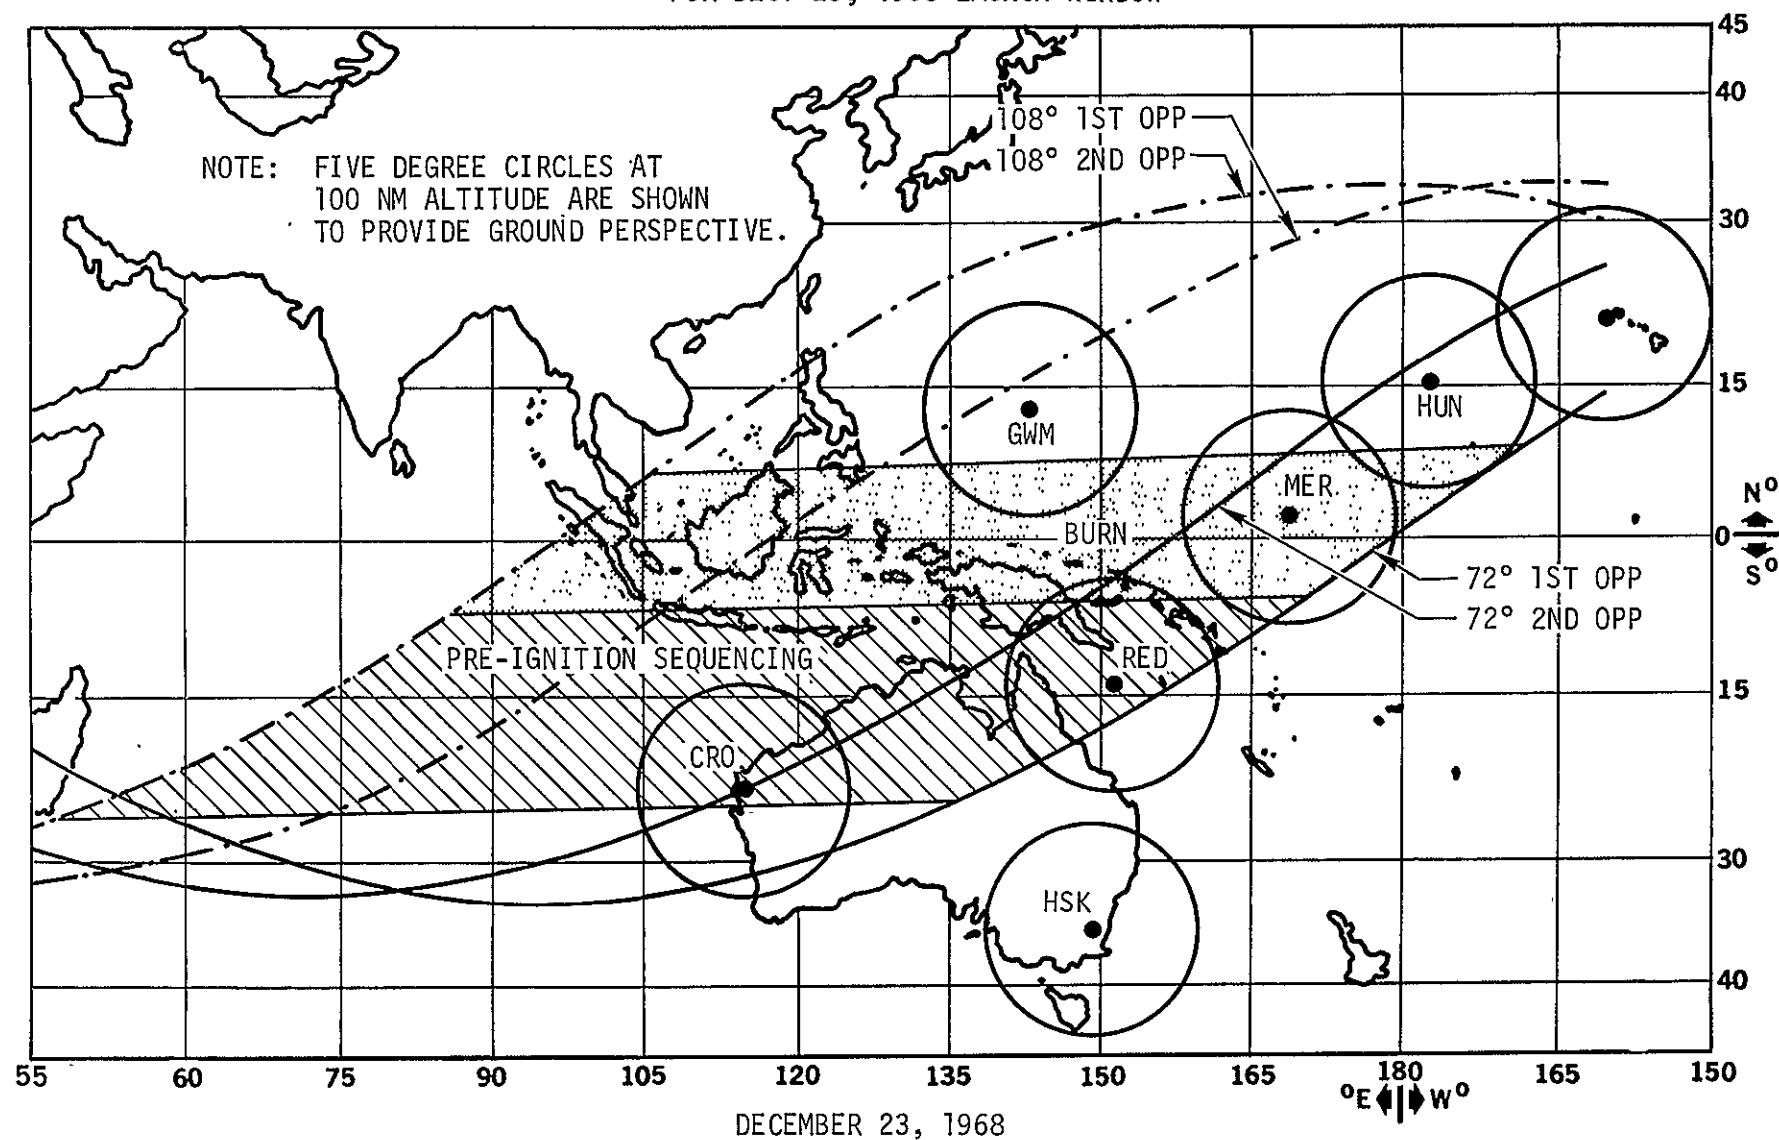 45
40
108° 1ST OPP
108° 2ND OPP
NOTE: FIVE DEGREE CIRCLES AT
100 NM ALTITUDE ARE SHOWN
TO PROVIDE GROUND PERSPECTIVE.
30
15
HUN
GWM
MER
N°
BURN
0
S°
72° 1ST OPP
72° 2ND OPP
PRE-IGNITION SEQUENCING
RED
15
CRO
30
HSK
40
55 60 75 90 105 120 135 150 165 180 165 150
°E W°
DECEMBER 23, 1968